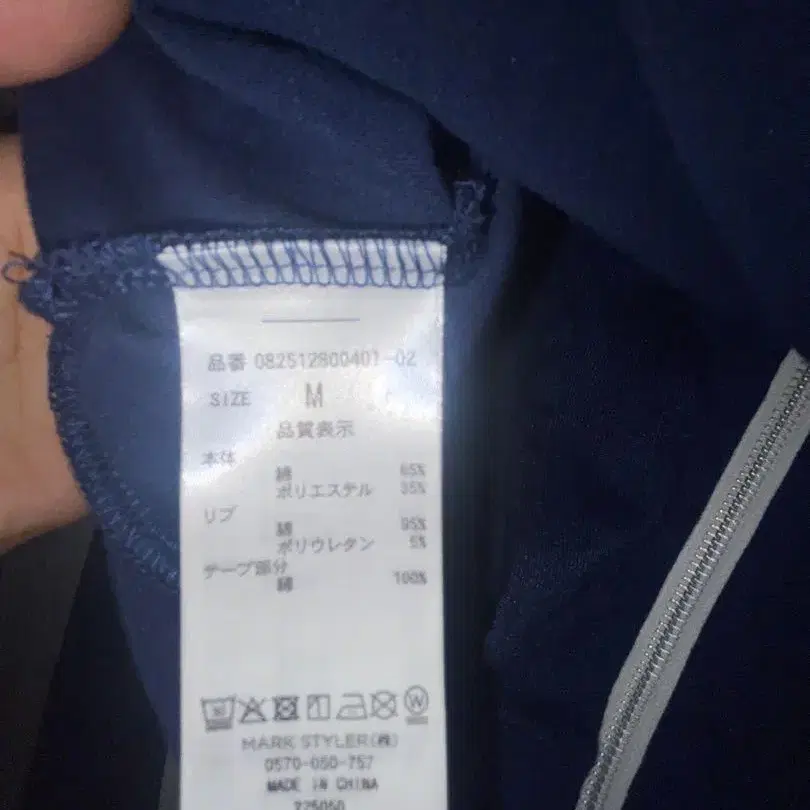 品番 082512800401-02
SIZE M
品質表示
本体
綿 65%
ポリエステル 35%
リブ
綿 95%
ポリウレタン 5%
テープ部分
綿 100%
MARK STYLER(株)
0570-050-757
MADE IN CHINA
725050